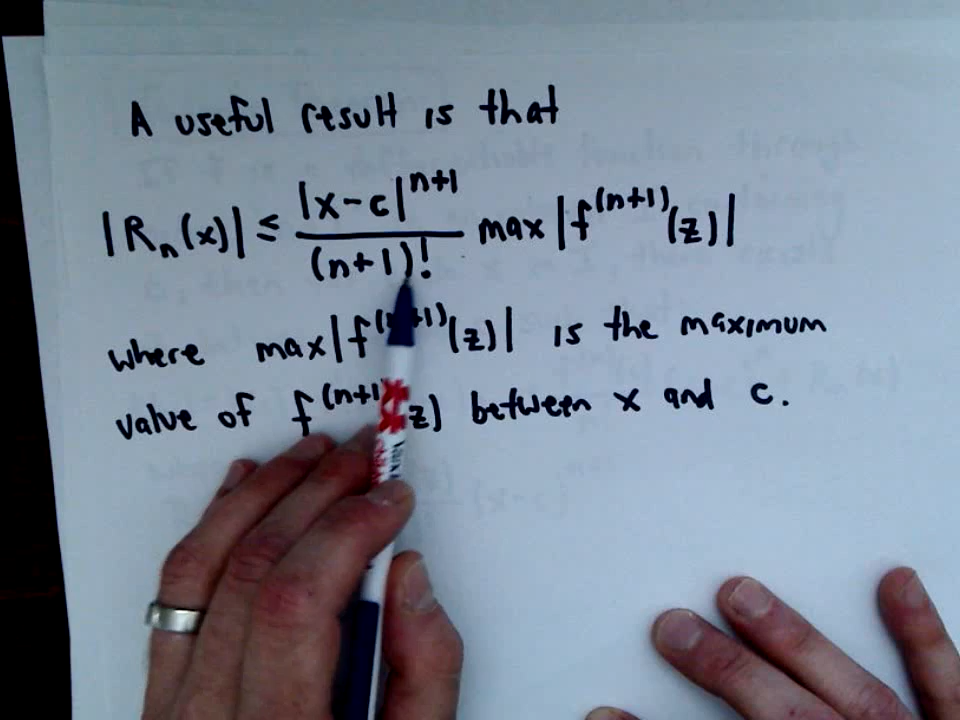 A useful result is that
|Rₙ(x)| ≤ |x-c|ⁿ⁺¹ / (n+1)! max |f⁽ⁿ⁺¹⁾(z)|
where max|f⁽ⁿ⁺¹⁾(z)| is the maximum
value of f⁽ⁿ⁺¹⁾(z) between x and c.